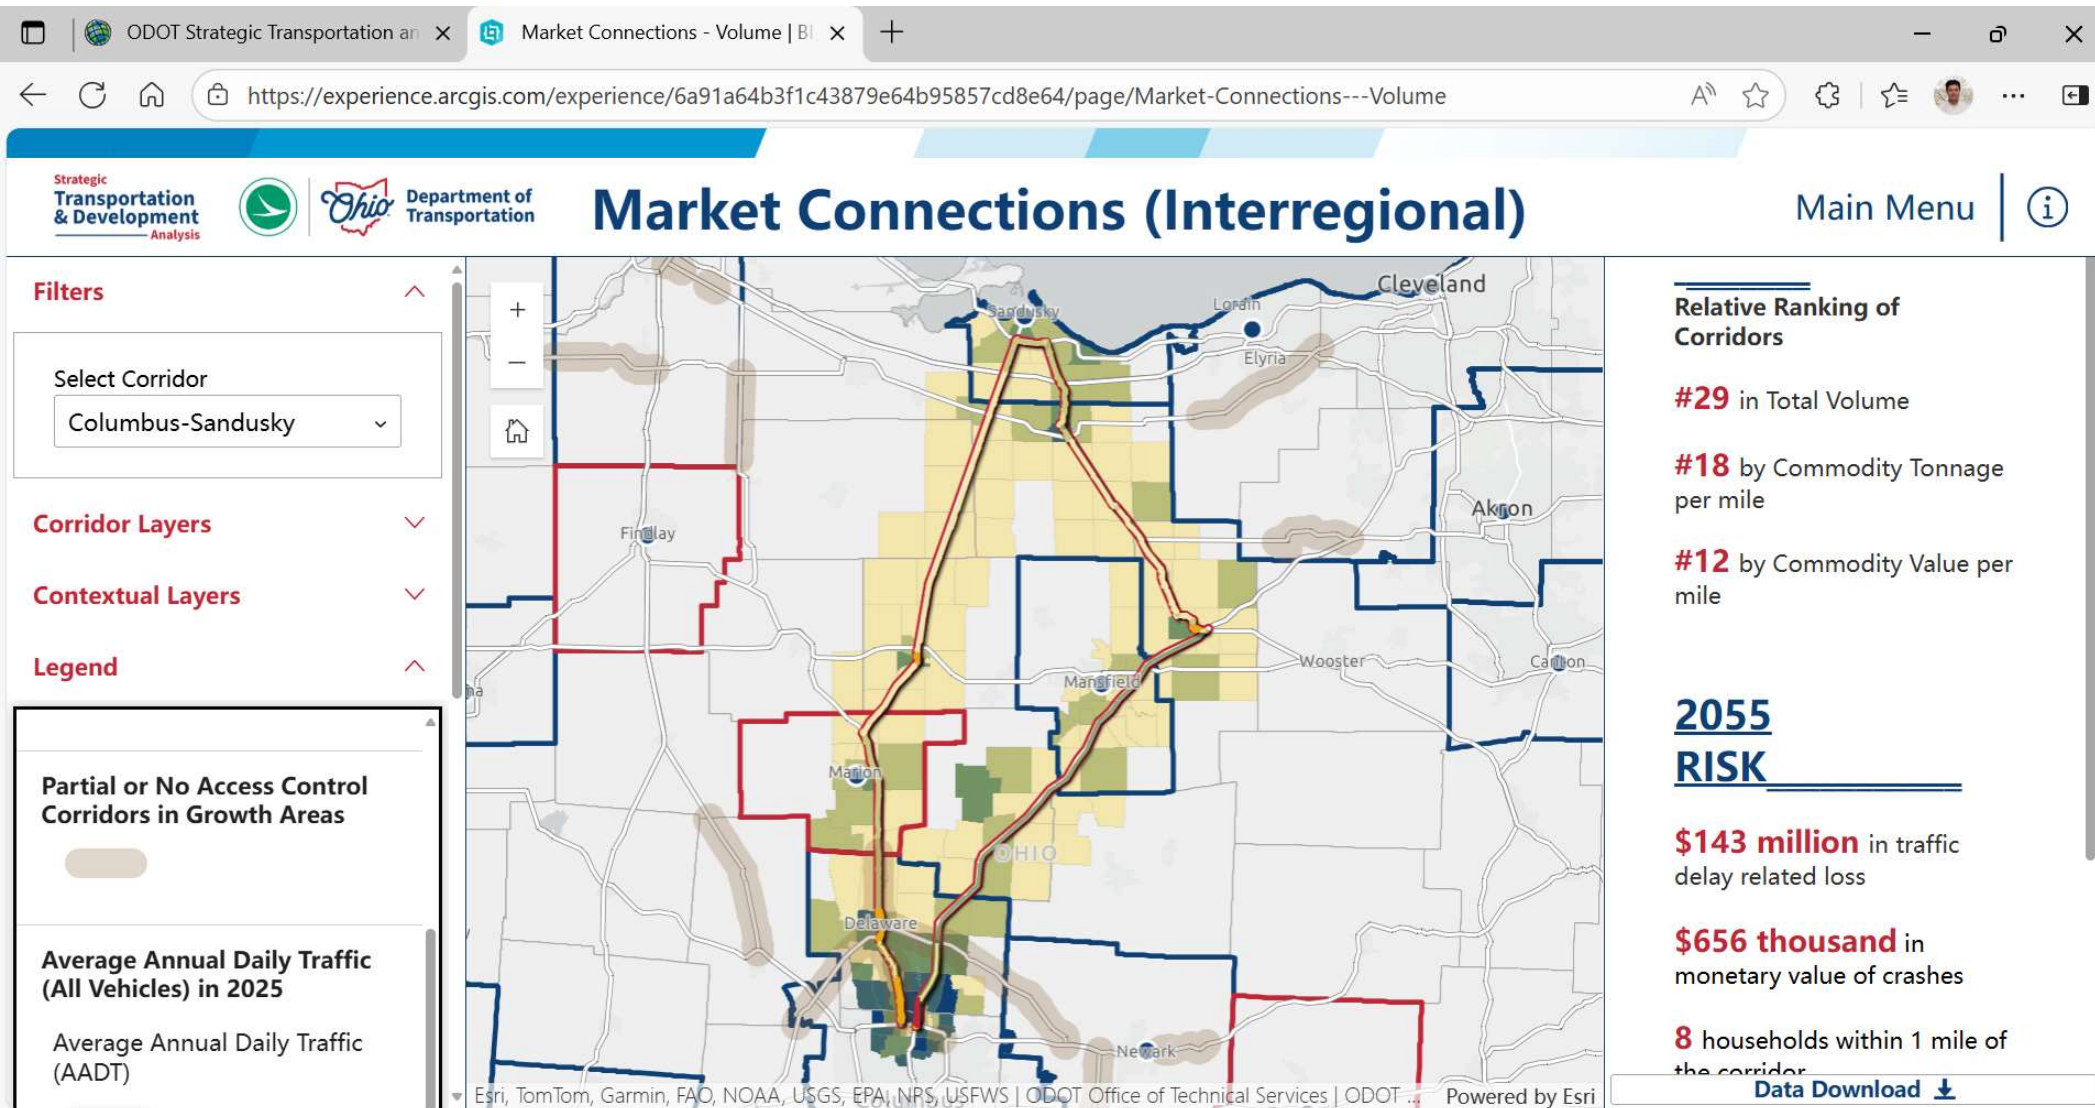 ODOT Strategic Transportation an
Market Connections - Volume | Bl
https://experience.arcgis.com/experience/6a91a64b3f1c43879e64b95857cd8e64/page/Market-Connections---Volume
Strategic
Transportation
& Development
Analysis
Ohio
Department of
Transportation
Market Connections (Interregional)
Main Menu
Filters
Select Corridor
Columbus-Sandusky
Corridor Layers
Contextual Layers
Legend
Partial or No Access Control
Corridors in Growth Areas
Average Annual Daily Traffic
(All Vehicles) in 2025
Average Annual Daily Traffic
(AADT)
Cleveland
Sandusky
Lorain
Elyria
Akron
Findlay
Wooster
Canton
Mansfield
Marion
OHIO
Delaware
Newark
Columbus
Esri, TomTom, Garmin, FAO, NOAA, USGS, EPA, NPS, USFWS | ODOT Office of Technical Services | ODOT ...
Powered by Esri
Relative Ranking of
Corridors
#29 in Total Volume
#18 by Commodity Tonnage
per mile
#12 by Commodity Value per
mile
2055
RISK
$143 million in traffic
delay related loss
$656 thousand in
monetary value of crashes
8 households within 1 mile of
the corridor
Data Download